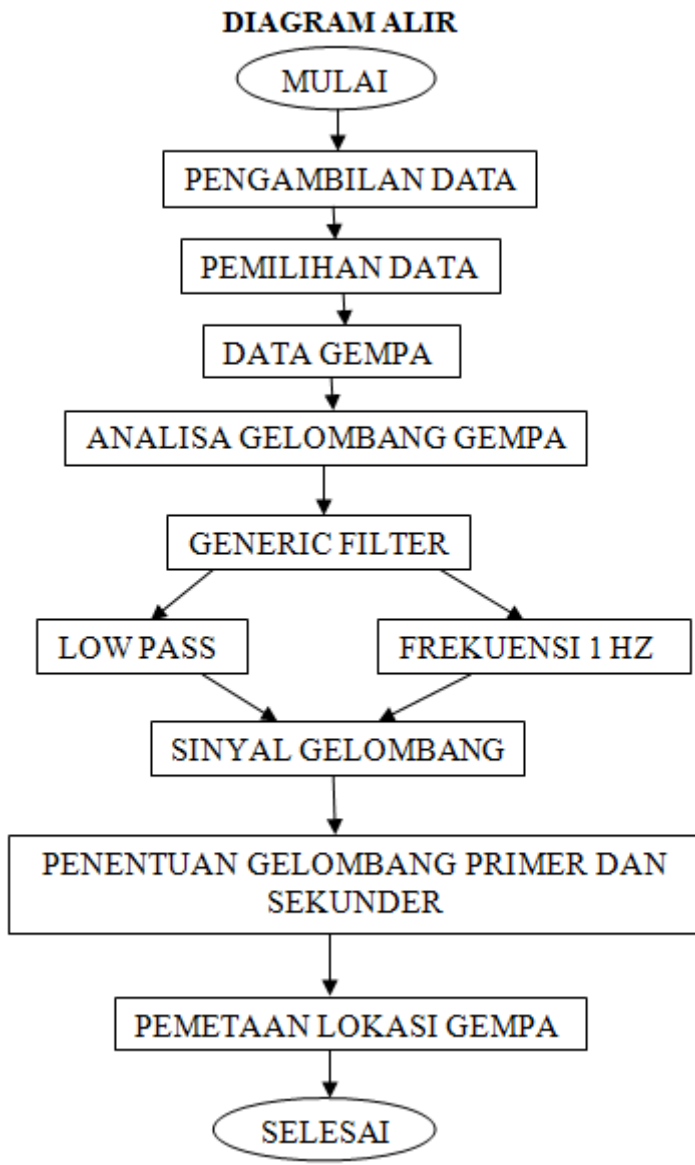 DIAGRAM ALIR
MULAI
PENGAMBILAN DATA
PEMILIHAN DATA
DATA GEMPA
ANALISA GELOMBANG GEMPA
GENERIC FILTER
LOW PASS
FREKUENSI 1 HZ
SINYAL GELOMBANG
PENENTUAN GELOMBANG PRIMER DAN
SEKUNDER
PEMETAAN LOKASI GEMPA
SELESAI